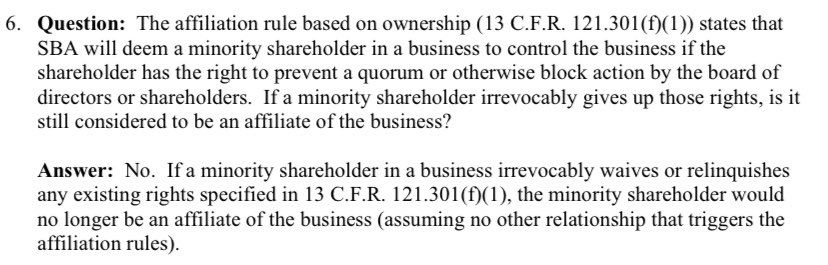 6. Question: The affiliation rule based on ownership (13 C.F.R. 121.301(f)(1)) states that
SBA will deem a minority shareholder in a business to control the business if the
shareholder has the right to prevent a quorum or otherwise block action by the board of
directors or shareholders. If a minority shareholder irrevocably gives up those rights, is it
still considered to be an affiliate of the business?
Answer: No. If a minority shareholder in a business irrevocably waives or relinquishes
any existing rights specified in 13 C.F.R. 121.301(f)(1), the minority shareholder would
no longer be an affiliate of the business (assuming no other relationship that triggers the
affiliation rules).